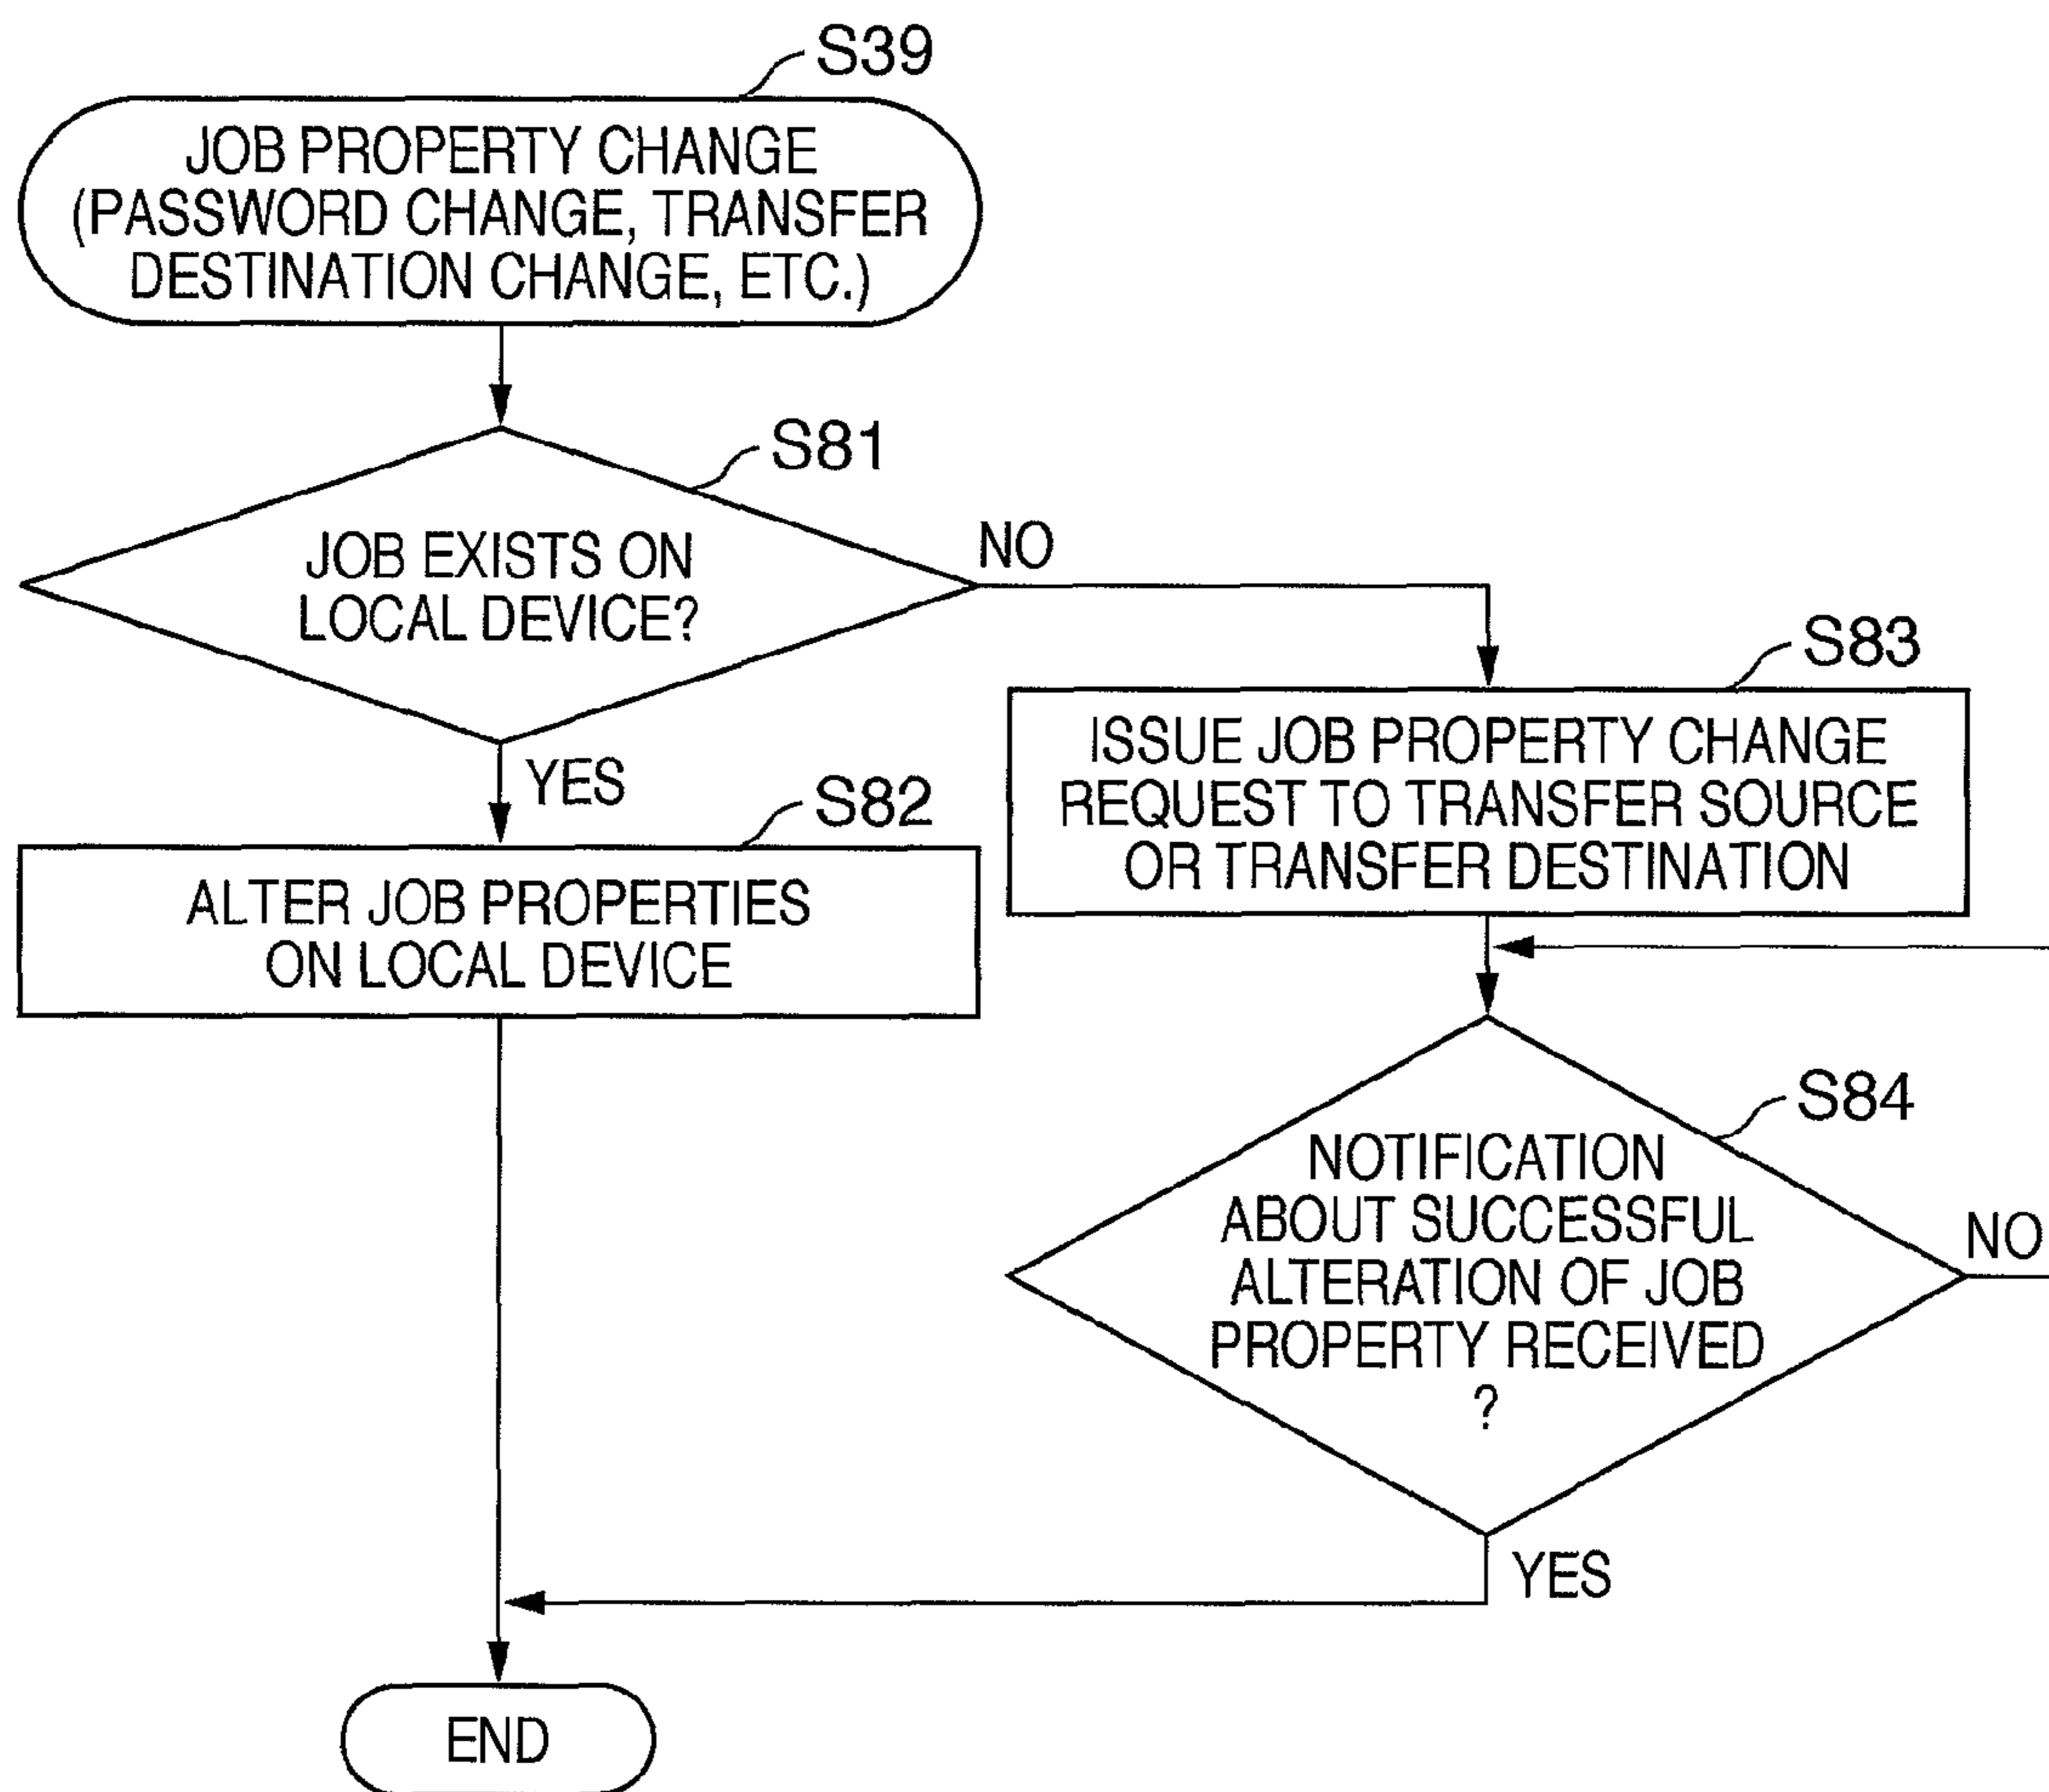 S39
JOB PROPERTY CHANGE
(PASSWORD CHANGE, TRANSFER
DESTINATION CHANGE, ETC.)
S81
JOB EXISTS ON
LOCAL DEVICE?
NO
YES
S82
ALTER JOB PROPERTIES
ON LOCAL DEVICE
S83
ISSUE JOB PROPERTY CHANGE
REQUEST TO TRANSFER SOURCE
OR TRANSFER DESTINATION
S84
NOTIFICATION
ABOUT SUCCESSFUL
ALTERATION OF JOB
PROPERTY RECEIVED
?
NO
YES
END